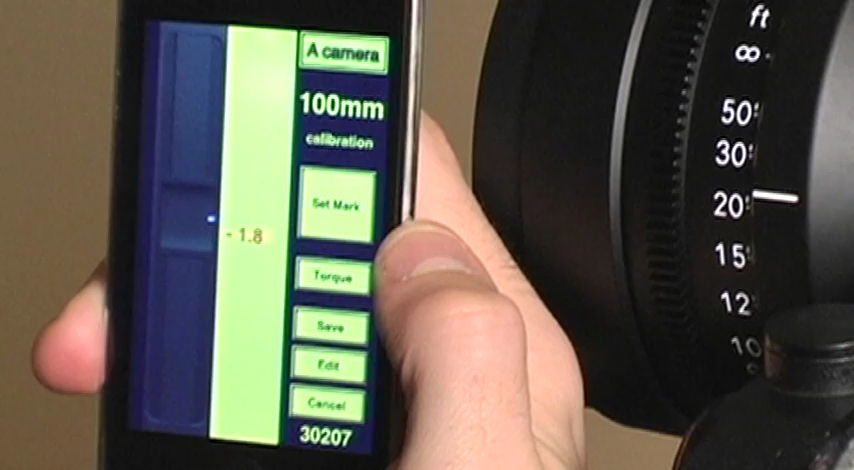 A camera
100mm
calibration
Set Mark
- 1.8
Torque
Save
Edit
Cancel
30207
ft
∞
50
30
20
15
12
10